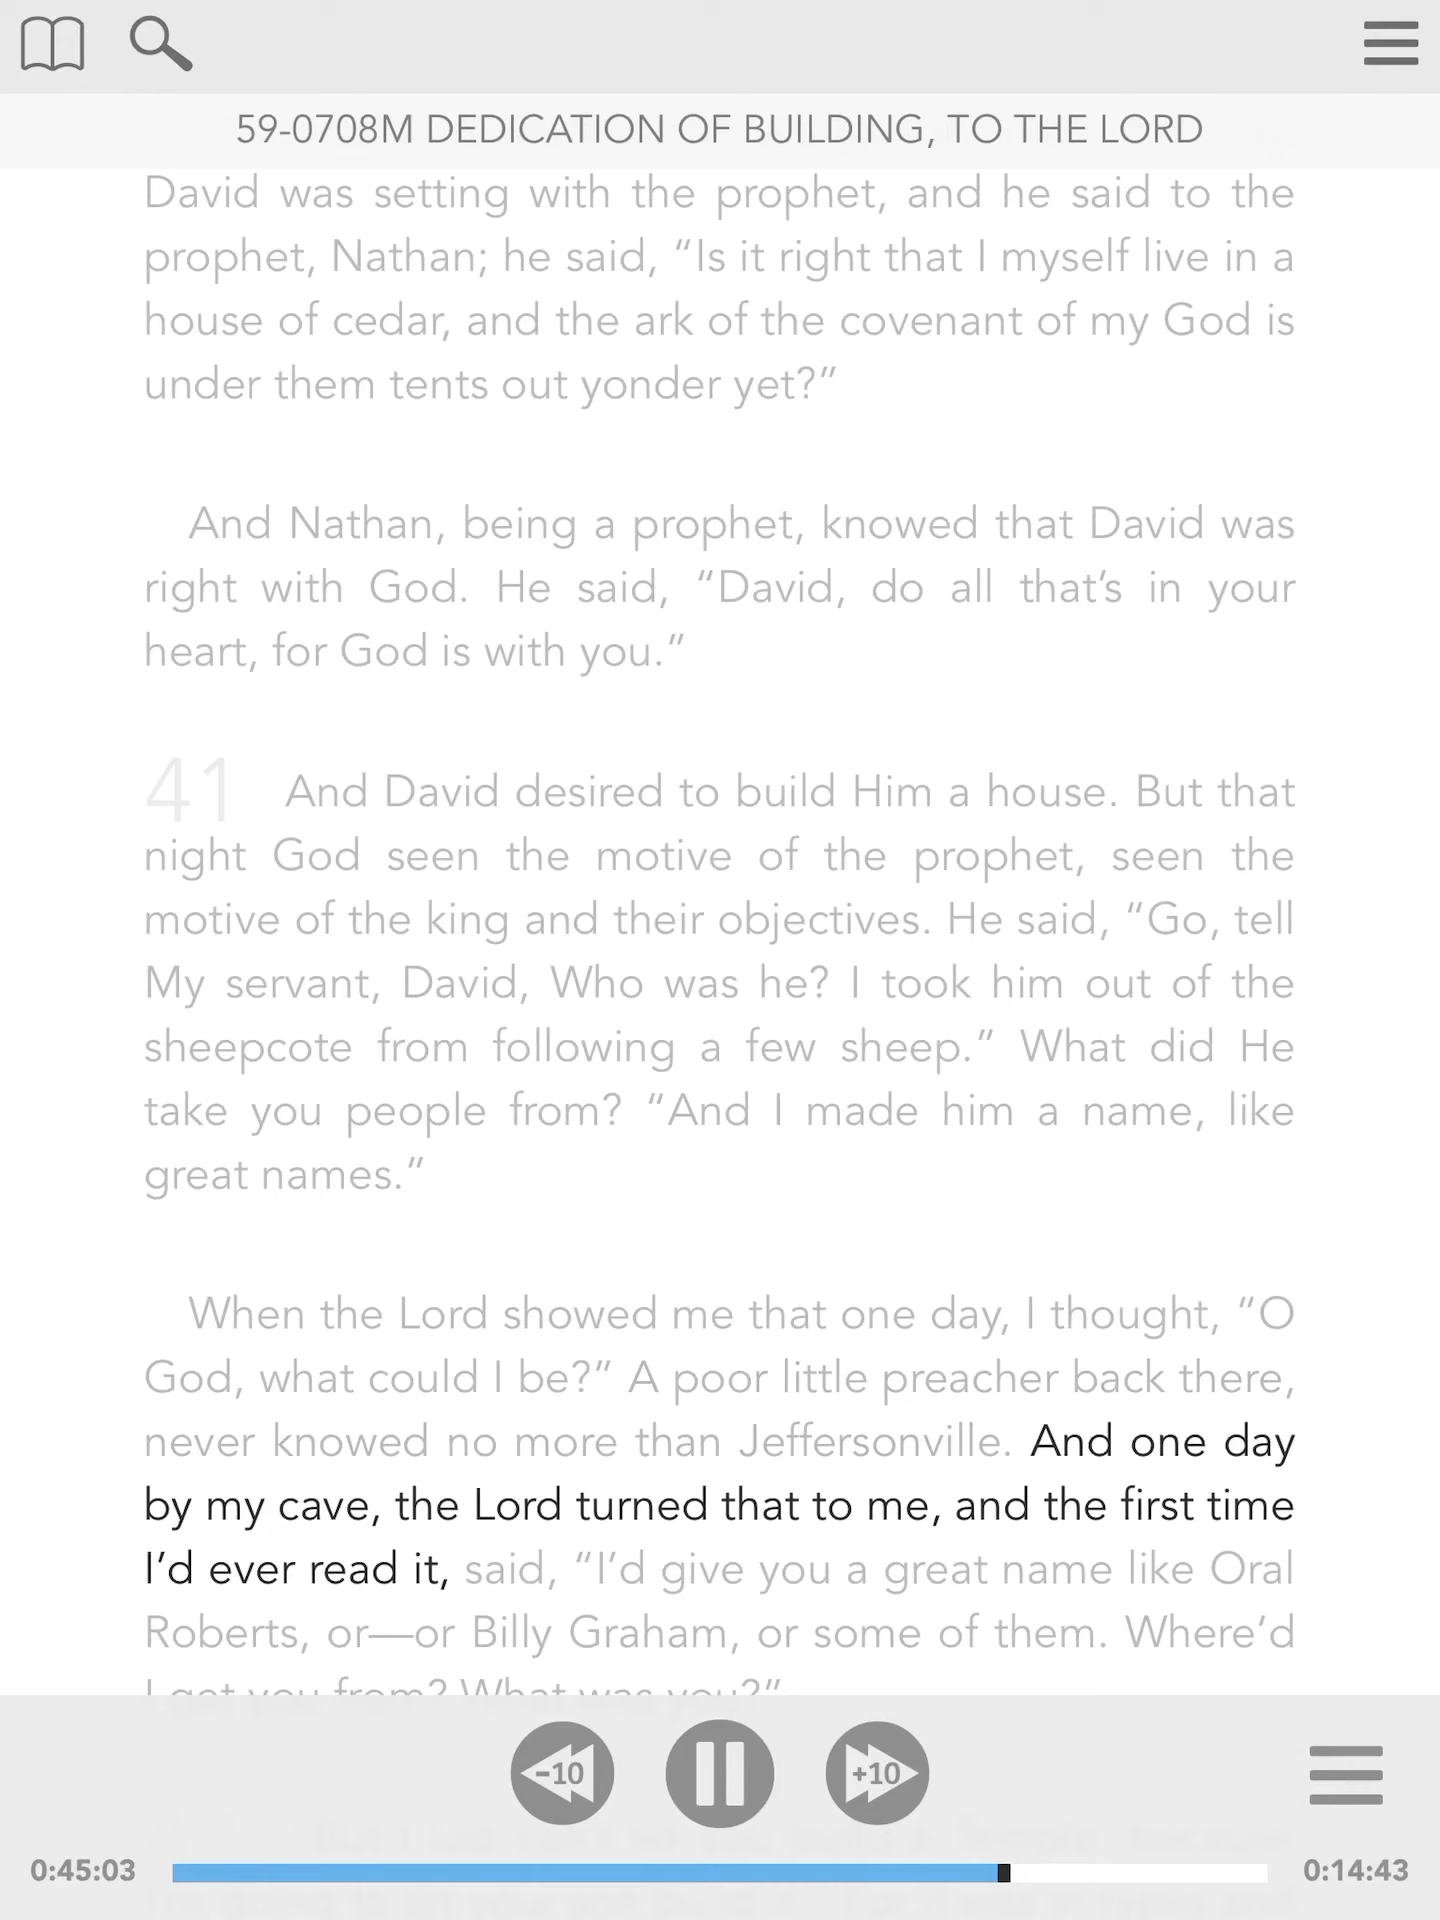 59-0708M DEDICATION OF BUILDING, TO THE LORD
David was setting with the prophet, and he said to the
prophet, Nathan; he said, “Is it right that I myself live in a
house of cedar, and the ark of the covenant of my God is
under them tents out yonder yet?”
And Nathan, being a prophet, knowed that David was
right with God. He said, “David, do all that’s in your
heart, for God is with you.”
41 And David desired to build Him a house. But that
night God seen the motive of the prophet, seen the
motive of the king and their objectives. He said, “Go, tell
My servant, David, Who was he? I took him out of the
sheepcote from following a few sheep.” What did He
take you people from? “And I made him a name, like
great names.”
When the Lord showed me that one day, I thought, “O
God, what could I be?” A poor little preacher back there,
never knowed no more than Jeffersonville. And one day
by my cave, the Lord turned that to me, and the first time
I’d ever read it, said, “I’d give you a great name like Oral
Roberts, or—or Billy Graham, or some of them. Where’d
I get you from? What was you?”
-10 +10
0:45:03 0:14:43